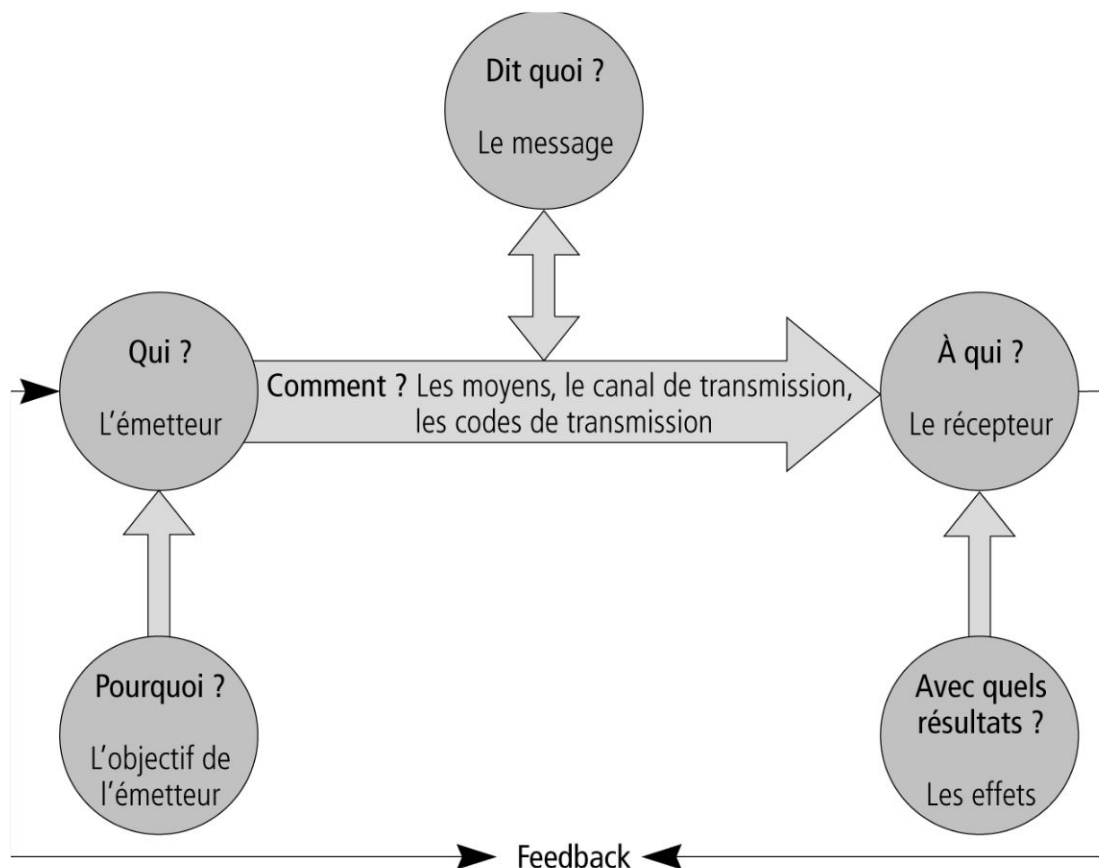 Dit quoi ?
Le message
Qui ?
L'émetteur
Comment ? Les moyens, le canal de transmission,
les codes de transmission
À qui ?
Le récepteur
Pourquoi ?
L'objectif de
l'émetteur
Avec quels
résultats ?
Les effets
Feedback